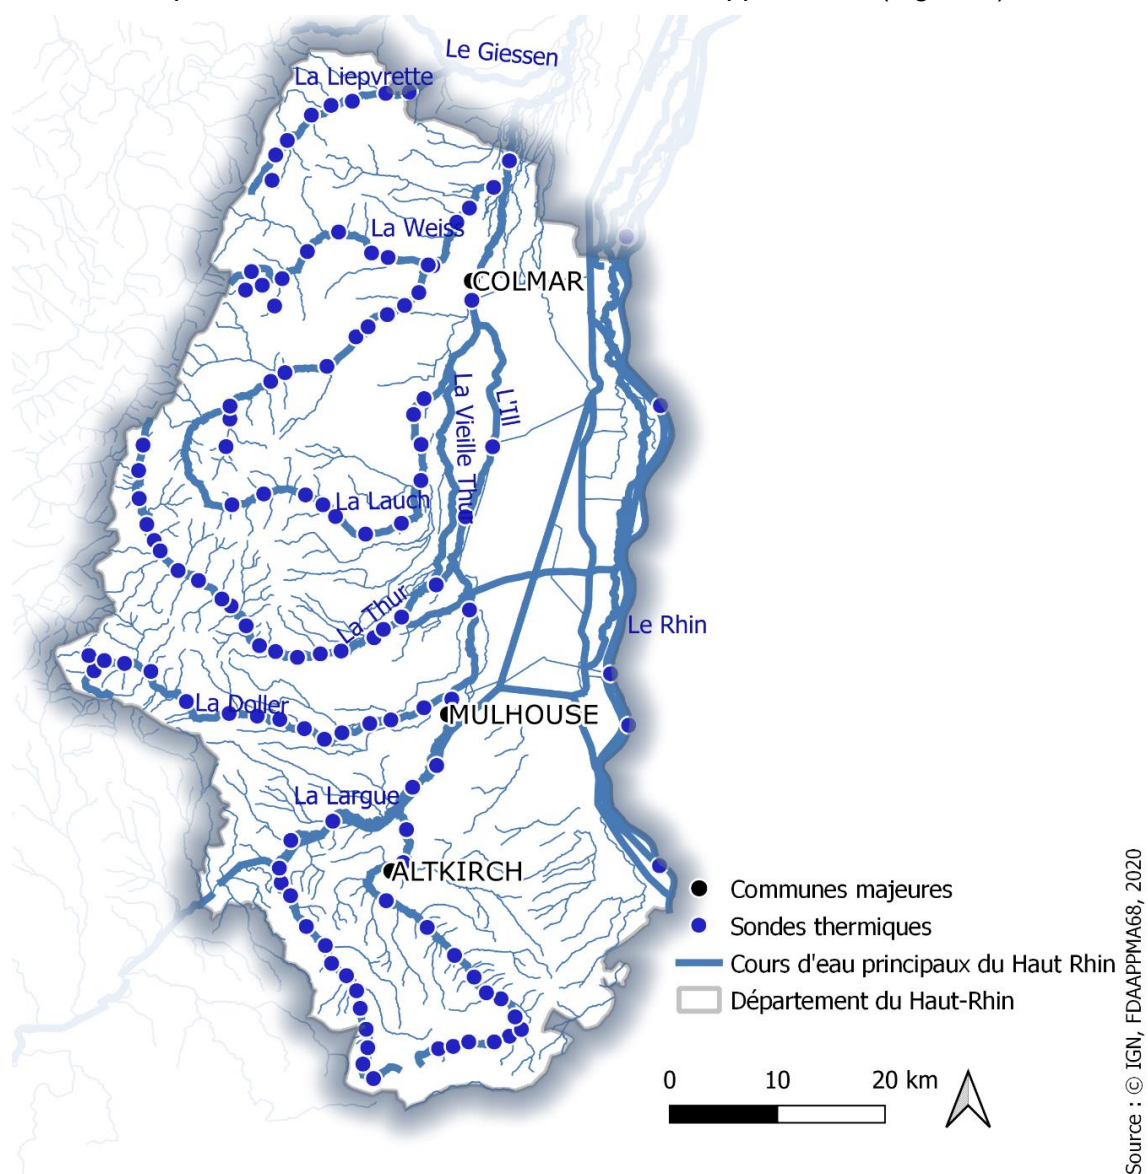 Le Giessen
La Liepvrette
La Weiss
COLMAR
L'Ill
La Vieille Thur
La Lauch
La Thur
Le Rhin
La Doller
MULHOUSE
La Largue
ALTKIRCH
Communes majeures
Sondes thermiques
Cours d'eau principaux du Haut Rhin
Département du Haut-Rhin
0 10 20 km
Source : © IGN, FDAAPPMA68, 2020